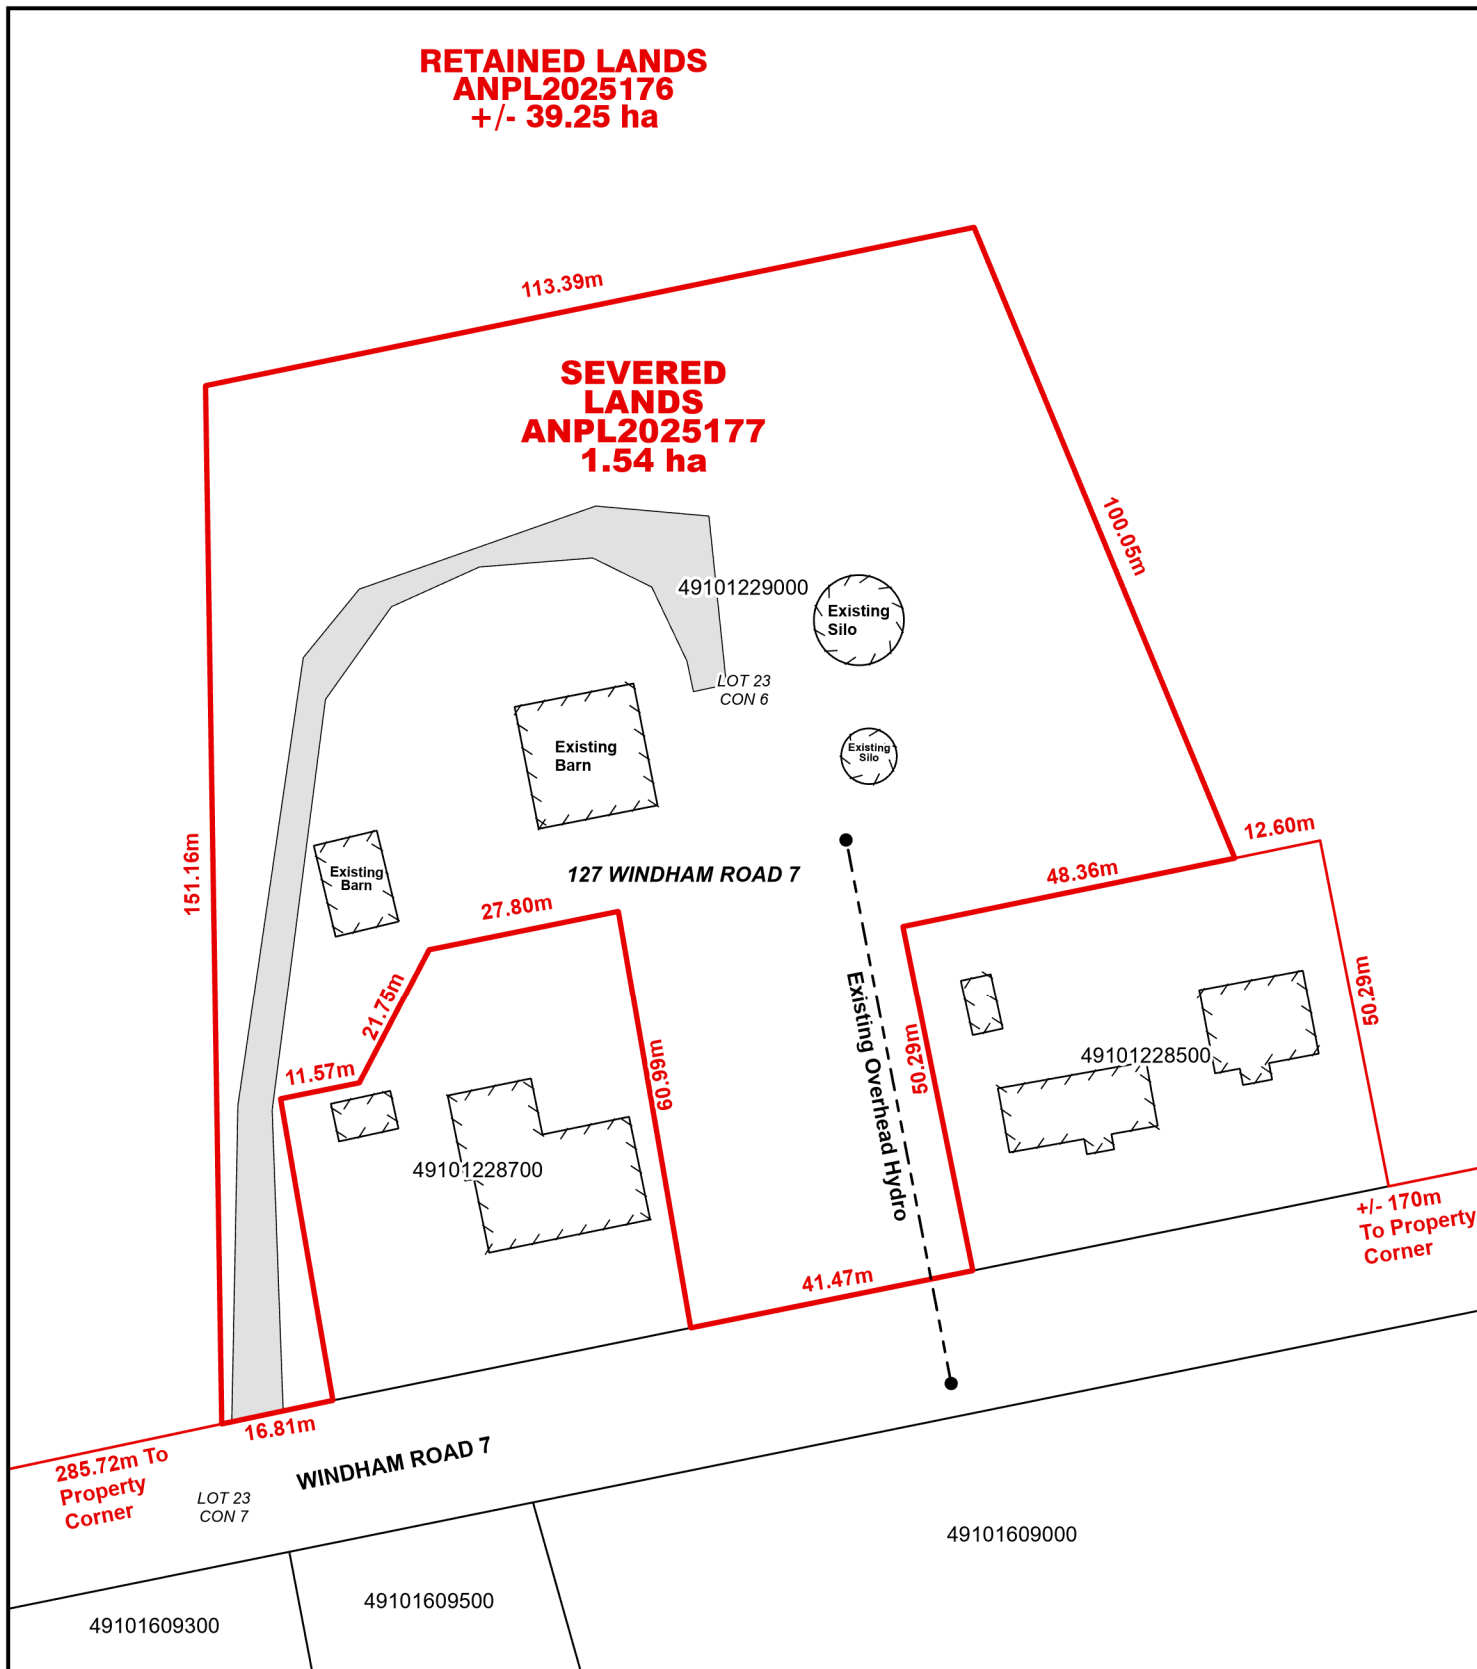 RETAINED LANDS
ANPL2025176
+/- 39.25 ha
113.39m
SEVERED
LANDS
ANPL2025177
1.54 ha
100.05m
49101229000
Existing
Silo
LOT 23
CON 6
Existing
Barn
Existing
Silo
151.16m
Existing
Barn
127 WINDHAM ROAD 7
12.60m
48.36m
27.80m
21.75m
11.57m
60.99m
Existing Overhead Hydro
50.29m
50.29m
49101228500
49101228700
+/- 170m
To Property
Corner
41.47m
16.81m
285.72m To
Property
Corner
WINDHAM ROAD 7
LOT 23
CON 7
49101609000
49101609500
49101609300